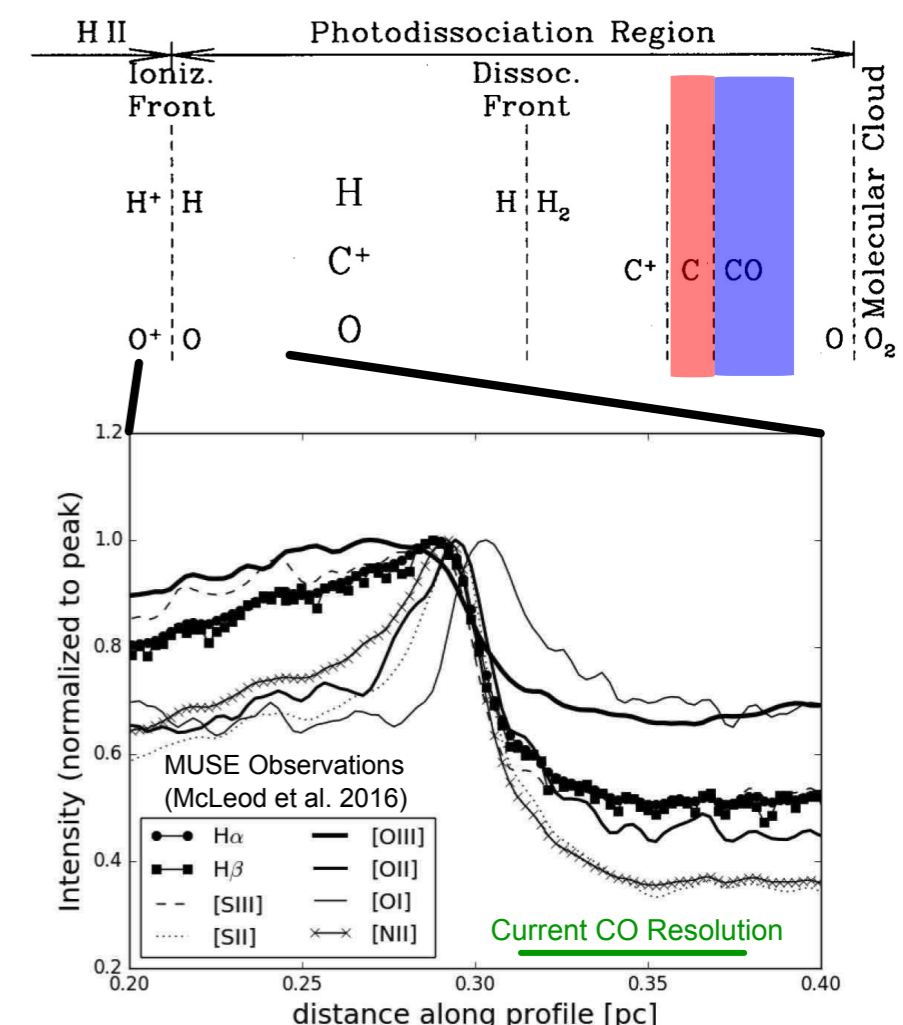 H II
Photodissociation Region
Ioniz.
Front
Dissoc.
Front
Molecular Cloud
H⁺ H
H
H H₂
C⁺
C⁺ C CO
O⁺ O
O
O O₂
1.2
1.0
0.8
0.6
0.4
0.2
Intensity (normalized to peak)
MUSE Observations
(McLeod et al. 2016)
Hα
Hβ
[SIII]
[SII]
[OIII]
[OII]
[OI]
[NII]
Current CO Resolution
0.20 0.25 0.30 0.35 0.40
distance along profile [pc]